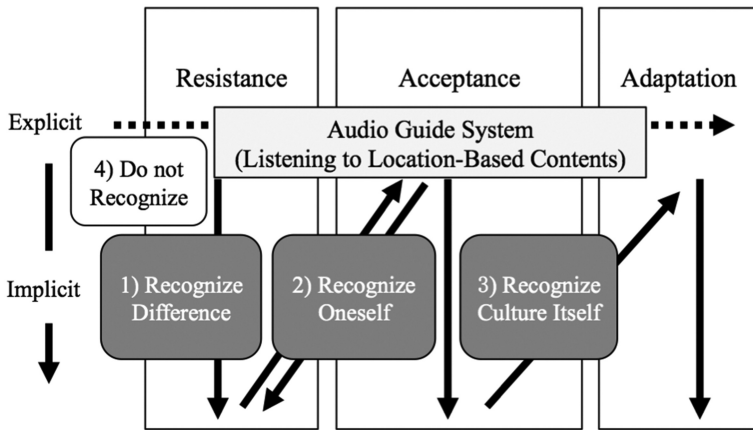 Resistance
Acceptance
Adaptation
Explicit
Audio Guide System
(Listening to Location-Based Contents)
4) Do not
Recognize
Implicit
1) Recognize
Difference
2) Recognize
Oneself
3) Recognize
Culture Itself